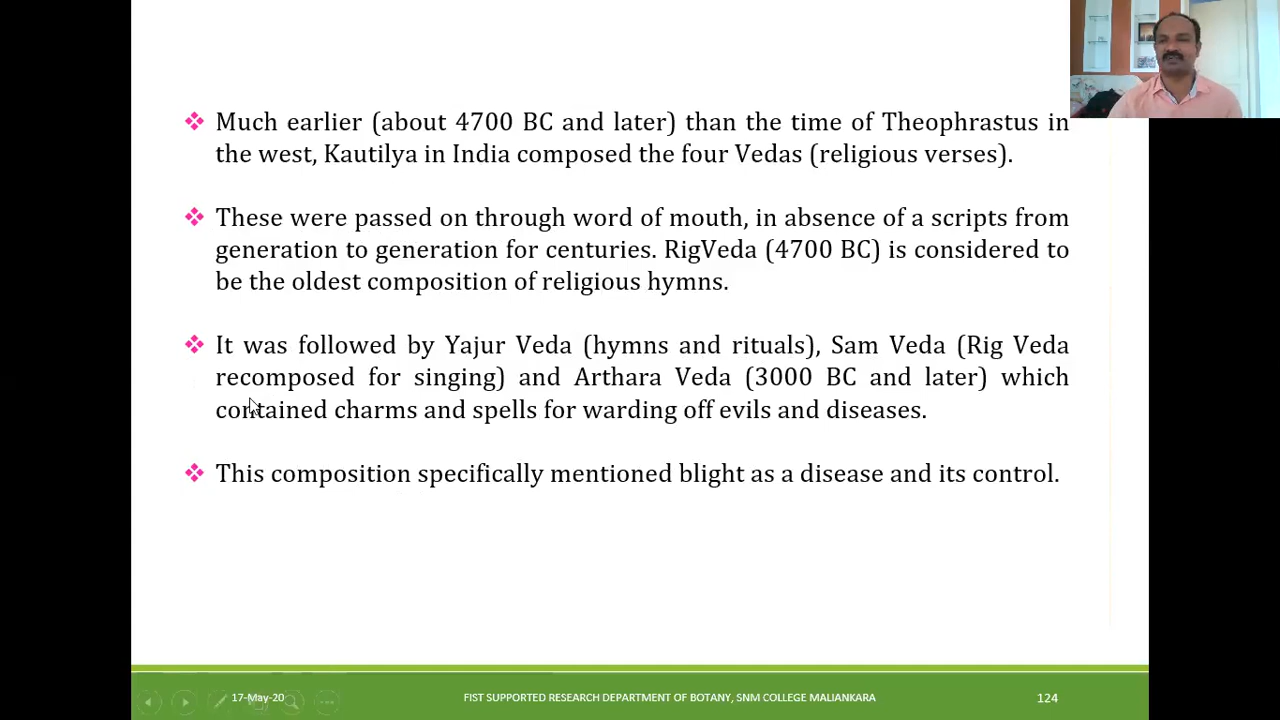 Much earlier (about 4700 BC and later) than the time of Theophrastus in
the west, Kautilya in India composed the four Vedas (religious verses).
These were passed on through word of mouth, in absence of a scripts from
generation to generation for centuries. RigVeda (4700 BC) is considered to
be the oldest composition of religious hymns.
It was followed by Yajur Veda (hymns and rituals), Sam Veda (Rig Veda
recomposed for singing) and Arthara Veda (3000 BC and later) which
contained charms and spells for warding off evils and diseases.
This composition specifically mentioned blight as a disease and its control.
17-May-20 FIST SUPPORTED RESEARCH DEPARTMENT OF BOTANY, SNM COLLEGE MALIANKARA 124